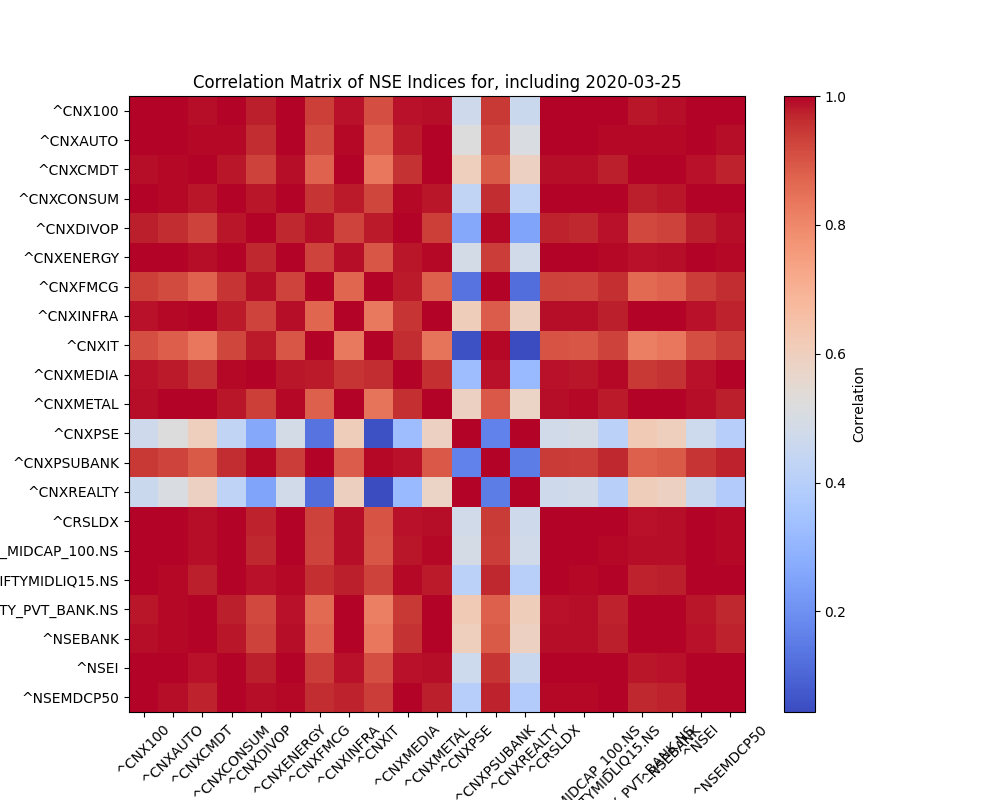 Correlation Matrix of NSE Indices for, including 2020-03-25
^CNX100
^CNXAUTO
^CNXCMDT
^CNXCONSUM
^CNXDIVOP
^CNXENERGY
^CNXFMCG
^CNXINFRA
^CNXIT
^CNXMEDIA
^CNXMETAL
^CNXPSE
^CNXPSUBANK
^CNXREALTY
^CRSLDX
_MIDCAP_100.NS
IFTYMIDLIQ15.NS
TY_PVT_BANK.NS
^NSEBANK
^NSEI
^NSEMDCP50
^CNX100
^CNXAUTO
^CNXCMDT
^CNXCONSUM
^CNXDIVOP
^CNXENERGY
^CNXFMCG
^CNXINFRA
^CNXIT
^CNXMEDIA
^CNXMETAL
^CNXPSE
^CNXPSUBANK
^CNXREALTY
^CRSLDX
MIDCAP_100.NS
TYMIDLIQ15.NS
PVT_BANK.NS
^NSEBANK
^NSEI
^NSEMDCP50
1.0
0.8
0.6
0.4
0.2
Correlation